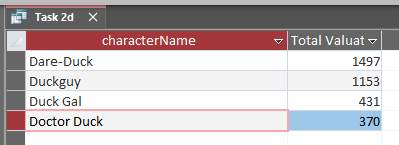 Task 2d
characterName Total Valuat
Dare-Duck 1497
Duckguy 1153
Duck Gal 431
Doctor Duck 370